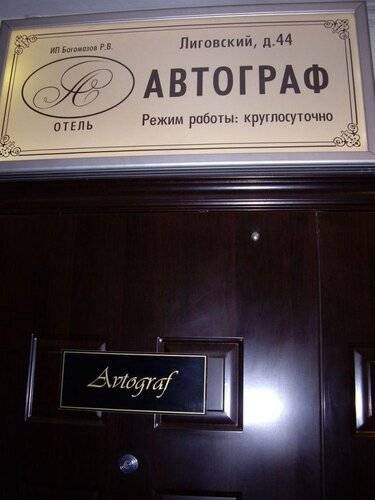 ИП Богомазов Р.В.
А
ОТЕЛЬ
Лиговский, д.44
АВТОГРАФ
Режим работы: круглосуточно
Avtograf